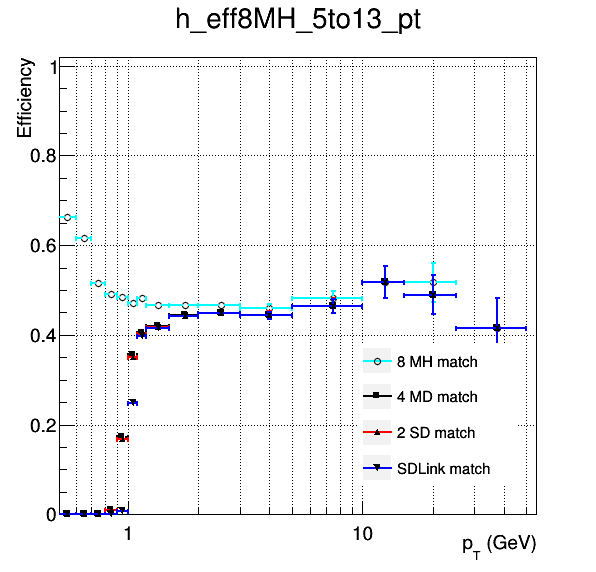 h_eff8MH_5to13_pt
Efficiency
1
0.8
0.6
0.4
0.2
0
8 MH match
4 MD match
2 SD match
SDLink match
1
10
p_T (GeV)